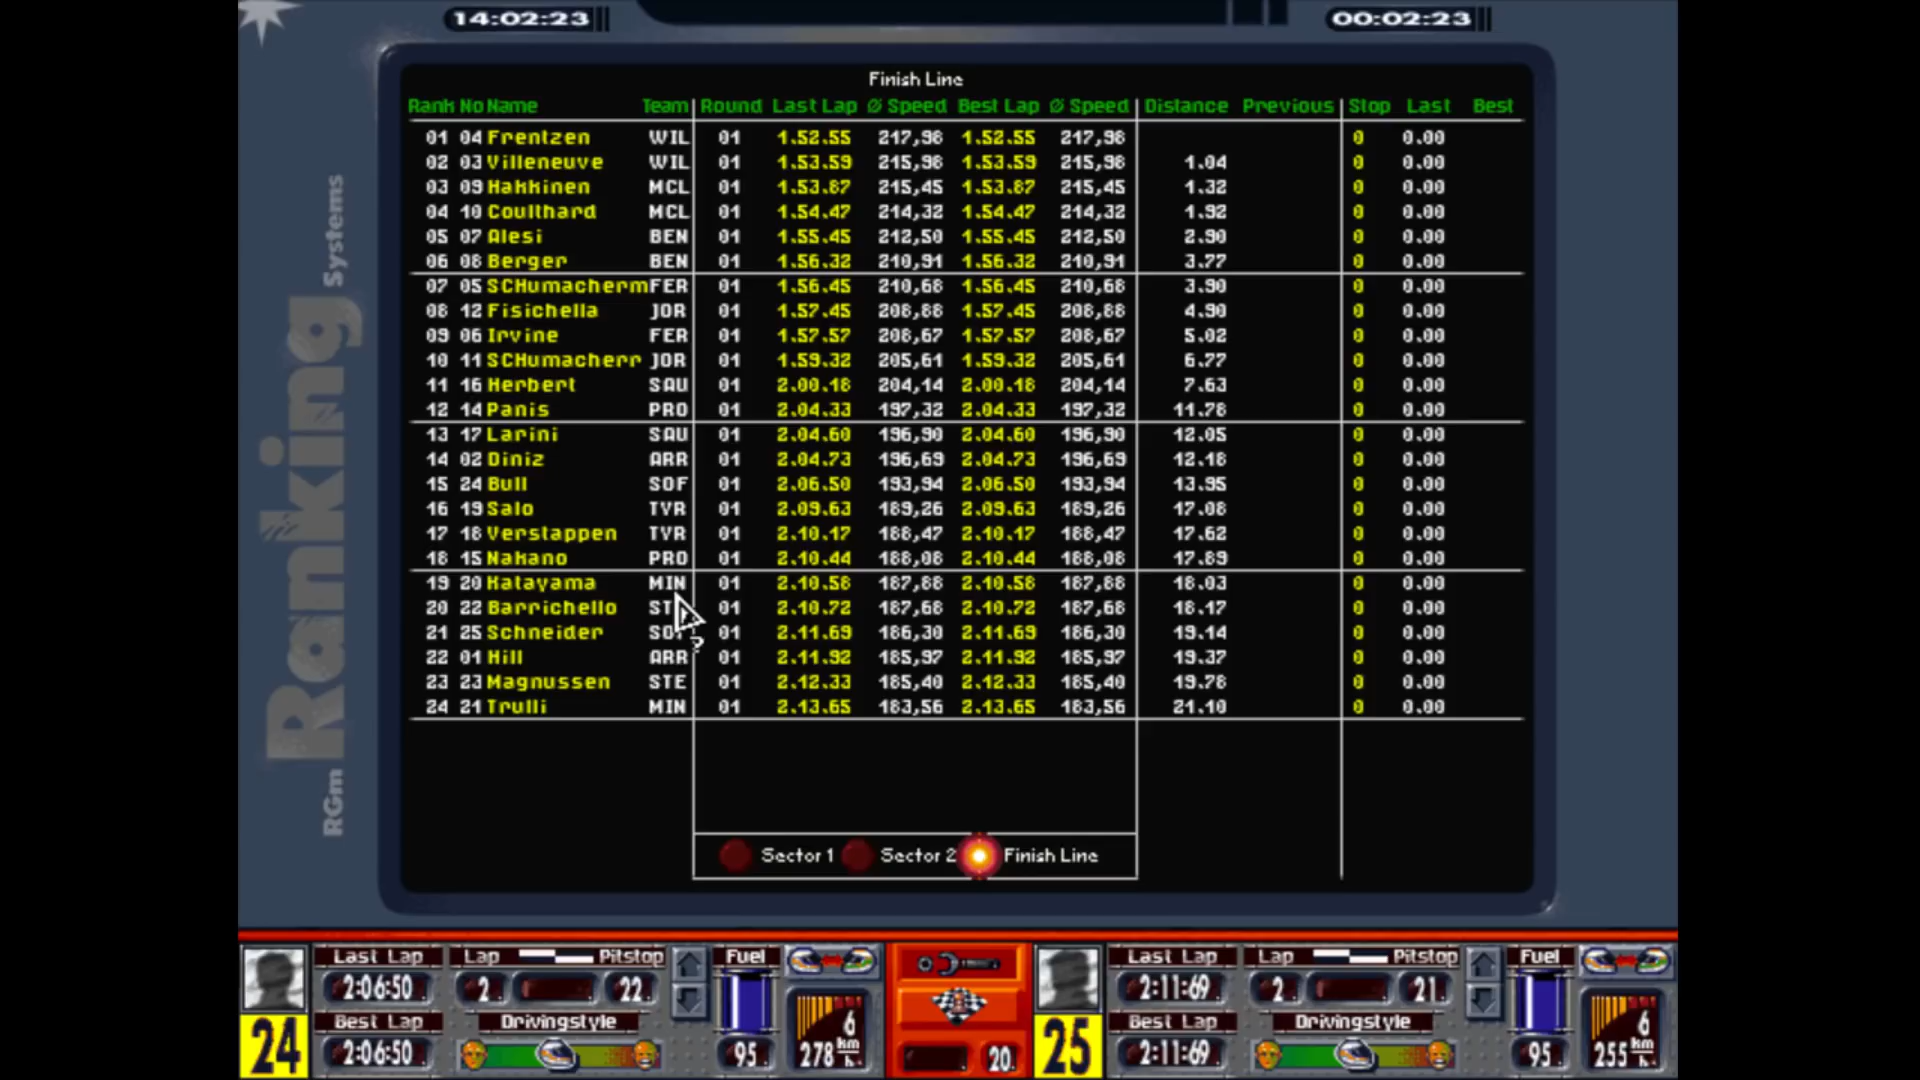 14:02:23 00:02:23
Finish Line
Rank No Name Team Round Last Lap Ø Speed Best Lap Ø Speed Distance Previous Stop Last Best
01 04 Frentzen WIL 01 1.52.55 217,98 1.52.55 217,98 0 0.00
02 03 Villeneuve WIL 01 1.53.59 215,98 1.53.59 215,98 1.04 0 0.00
03 09 Hakkinen MCL 01 1.53.87 215,45 1.53.87 215,45 1.32 0 0.00
04 10 Coulthard MCL 01 1.54.47 214,32 1.54.47 214,32 1.92 0 0.00
05 07 Alesi BEN 01 1.55.45 212,50 1.55.45 212,50 2.90 0 0.00
06 08 Berger BEN 01 1.56.32 210,91 1.56.32 210,91 3.77 0 0.00
07 05 SCHumacherm FER 01 1.56.45 210,68 1.56.45 210,68 3.90 0 0.00
08 12 Fisichella JOR 01 1.57.45 208,88 1.57.45 208,88 4.90 0 0.00
09 06 Irvine FER 01 1.57.57 208,67 1.57.57 208,67 5.02 0 0.00
10 11 SCHumacherr JOR 01 1.59.32 205,61 1.59.32 205,61 6.77 0 0.00
11 16 Herbert SAU 01 2.00.18 204,14 2.00.18 204,14 7.63 0 0.00
12 14 Panis PRO 01 2.04.33 197,32 2.04.33 197,32 11.78 0 0.00
13 17 Larini SAU 01 2.04.60 196,90 2.04.60 196,90 12.05 0 0.00
14 02 Diniz ARR 01 2.04.73 196,69 2.04.73 196,69 12.18 0 0.00
15 24 Bull SOF 01 2.06.50 193,94 2.06.50 193,94 13.95 0 0.00
16 19 Salo TYR 01 2.09.63 189,26 2.09.63 189,26 17.08 0 0.00
17 18 Verstappen TYR 01 2.10.17 188,47 2.10.17 188,47 17.62 0 0.00
18 15 Nakano PRO 01 2.10.44 188,08 2.10.44 188,08 17.89 0 0.00
19 20 Katayama MIN 01 2.10.58 187,88 2.10.58 187,88 18.03 0 0.00
20 22 Barrichello 01 2.10.72 187,68 2.10.72 187,68 18.17 0 0.00
21 25 Schneider 01 2.11.69 186,30 2.11.69 186,30 19.14 0 0.00
22 01 Hill ARR 01 2.11.92 185,97 2.11.92 185,97 19.37 0 0.00
23 23 Magnussen STE 01 2.12.33 185,40 2.12.33 185,40 19.78 0 0.00
24 21 Trulli MIN 01 2.13.65 183,56 2.13.65 183,56 21.10 0 0.00
Sector 1 Sector 2 Finish Line
RGm Ranking Systems
Last Lap Lap Pitstop Fuel Last Lap Lap Pitstop Fuel
2:06:50 2. 22. 2:11:69 2. 21.
Best Lap Drivingstyle 6 Best Lap Drivingstyle 6
24 2:06:50 95. 278 km/h. 20. 25 2:11:69 95. 255 km/h.